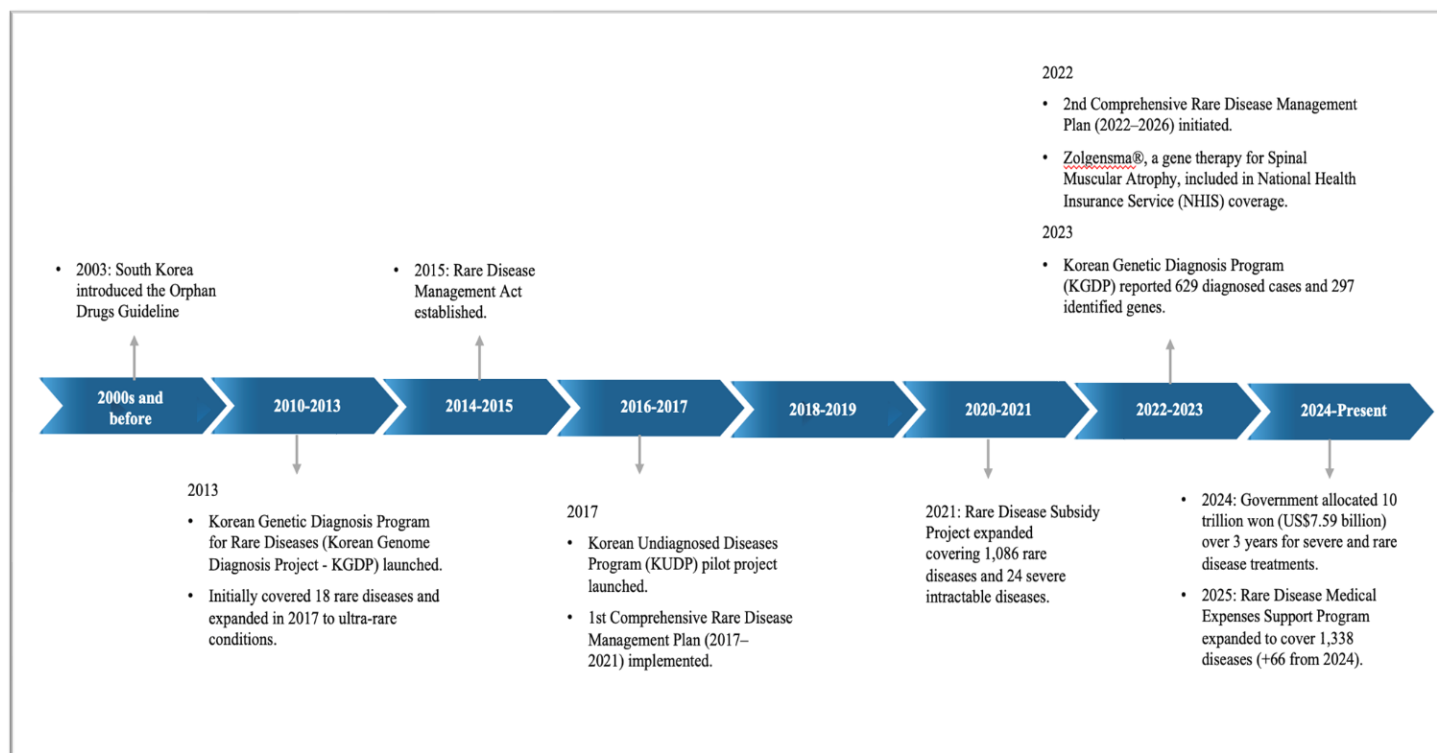 2022
• 2nd Comprehensive Rare Disease Management
Plan (2022–2026) initiated.
• Zolgensma®, a gene therapy for Spinal
Muscular Atrophy, included in National Health
Insurance Service (NHIS) coverage.
2023
• Korean Genetic Diagnosis Program
(KGDP) reported 629 diagnosed cases and 297
identified genes.
• 2003: South Korea
introduced the Orphan
Drugs Guideline
• 2015: Rare Disease
Management Act
established.
2000s and
before
2010-2013
2014-2015
2016-2017
2018-2019
2020-2021
2022-2023
2024-Present
2013
• Korean Genetic Diagnosis Program
for Rare Diseases (Korean Genome
Diagnosis Project - KGDP) launched.
• Initially covered 18 rare diseases and
expanded in 2017 to ultra-rare
conditions.
2017
• Korean Undiagnosed Diseases
Program (KUDP) pilot project
launched.
• 1st Comprehensive Rare Disease
Management Plan (2017–
2021) implemented.
2021: Rare Disease Subsidy
Project expanded
covering 1,086 rare
diseases and 24 severe
intractable diseases.
• 2024: Government allocated 10
trillion won (US$7.59 billion)
over 3 years for severe and rare
disease treatments.
• 2025: Rare Disease Medical
Expenses Support Program
expanded to cover 1,338
diseases (+66 from 2024).